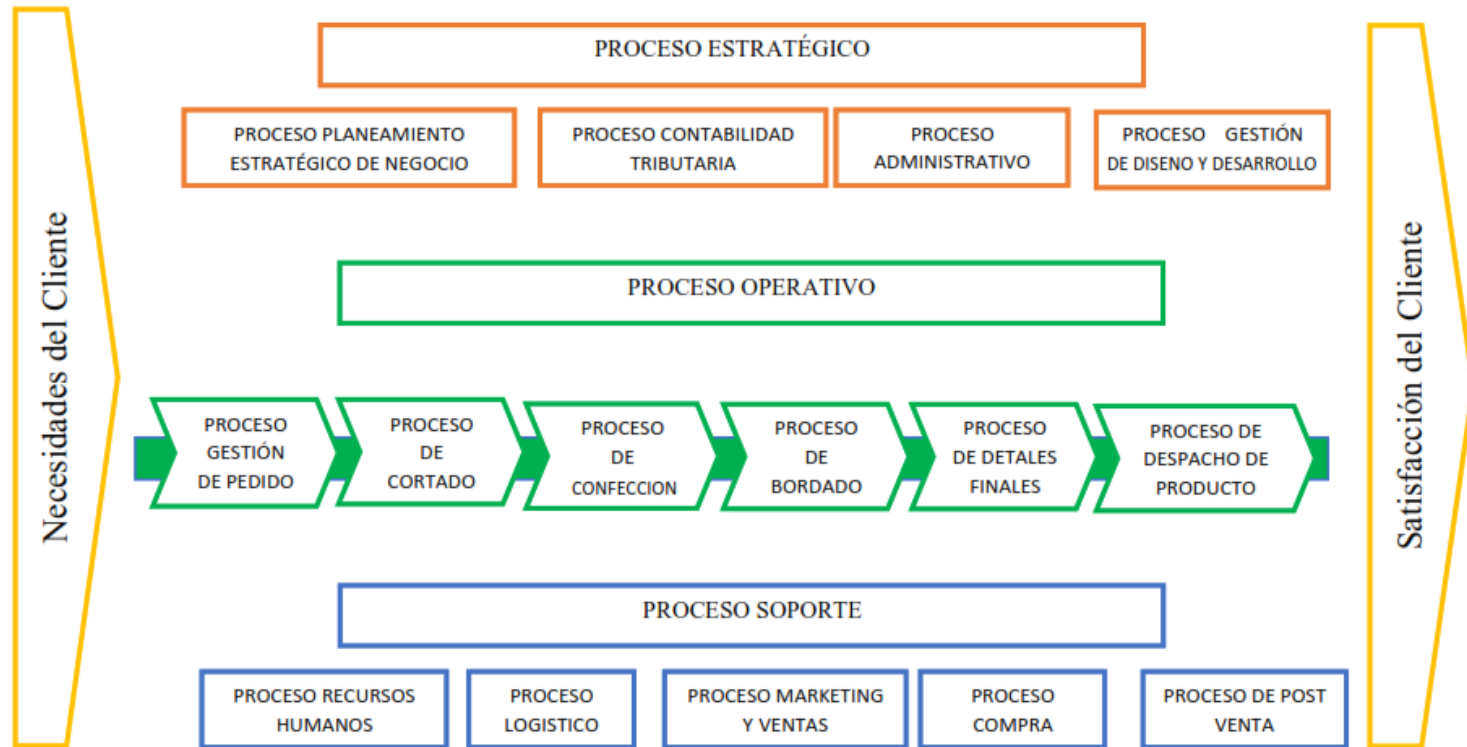 Necesidades del Cliente
PROCESO ESTRATÉGICO
PROCESO PLANEAMIENTO
ESTRATÉGICO DE NEGOCIO
PROCESO CONTABILIDAD
TRIBUTARIA
PROCESO
ADMINISTRATIVO
PROCESO GESTIÓN
DE DISENO Y DESARROLLO
PROCESO OPERATIVO
PROCESO
GESTIÓN
DE PEDIDO
PROCESO
DE
CORTADO
PROCESO
DE
CONFECCION
PROCESO
DE
BORDADO
PROCESO
DE DETALES
FINALES
PROCESO DE
DESPACHO DE
PRODUCTO
PROCESO SOPORTE
PROCESO RECURSOS
HUMANOS
PROCESO
LOGISTICO
PROCESO MARKETING
Y VENTAS
PROCESO
COMPRA
PROCESO DE POST
VENTA
Satisfacción del Cliente